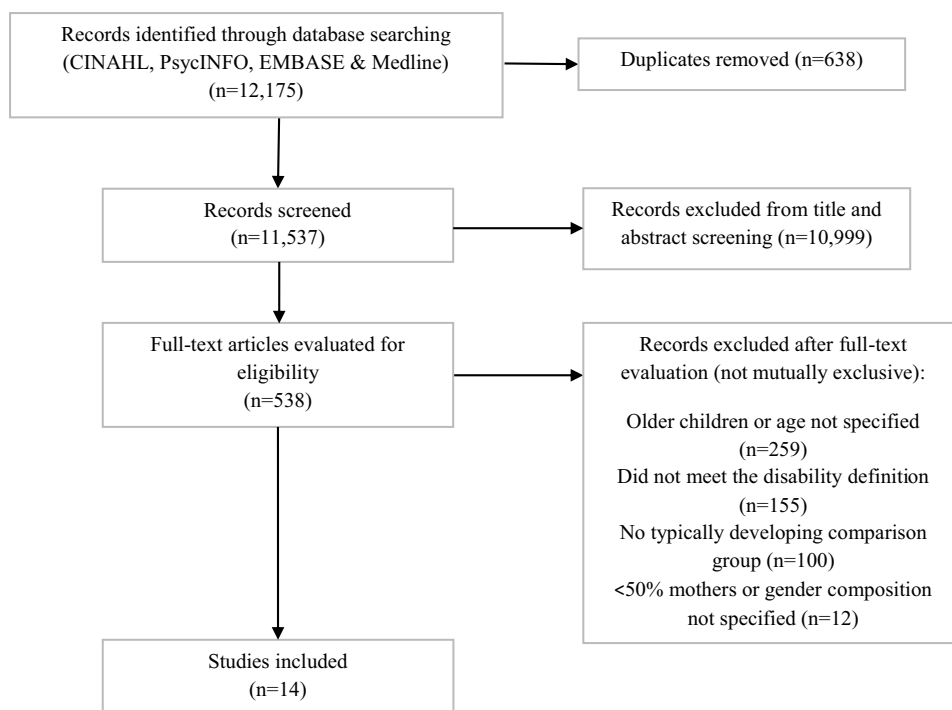 Records identified through database searching
(CINAHL, PsycINFO, EMBASE & Medline)
(n=12,175)
Duplicates removed (n=638)
Records screened
(n=11,537)
Records excluded from title and
abstract screening (n=10,999)
Full-text articles evaluated for
eligibility
(n=538)
Records excluded after full-text
evaluation (not mutually exclusive):
Older children or age not specified
(n=259)
Did not meet the disability definition
(n=155)
No typically developing comparison
group (n=100)
<50% mothers or gender composition
not specified (n=12)
Studies included
(n=14)